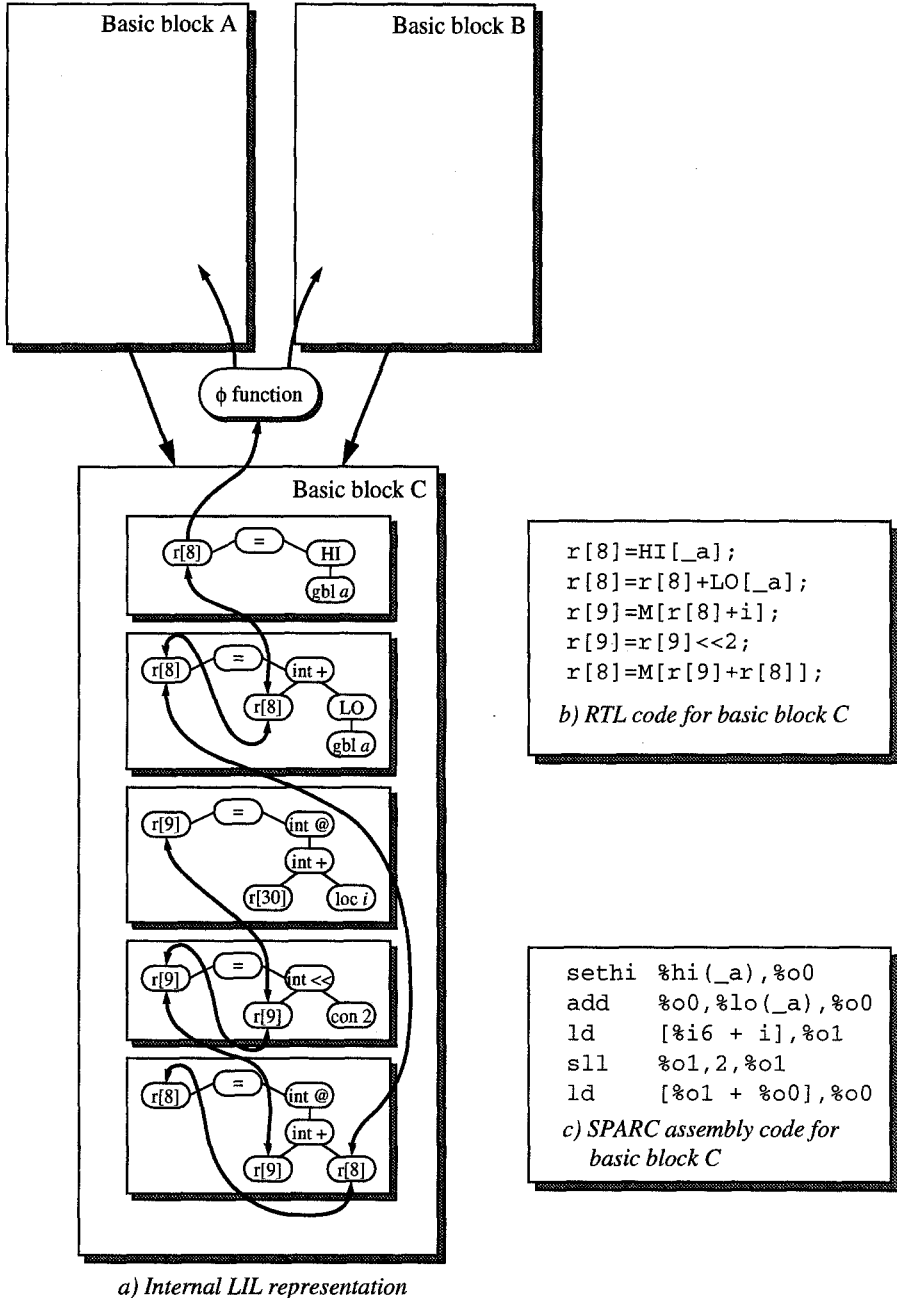 Basic block A
Basic block B
ϕ function
Basic block C
r[8] = HI
gbl a
r[8] = int +
r[8] LO
gbl a
r[9] = int @
int +
r[30] loc i
r[9] = int <<
r[9] con 2
r[8] = int @
int +
r[9] r[8]
a) Internal LIL representation
r[8]=HI[_a];
r[8]=r[8]+LO[_a];
r[9]=M[r[8]+i];
r[9]=r[9]<<2;
r[8]=M[r[9]+r[8]];
b) RTL code for basic block C
sethi %hi(_a),%o0
add %o0,%lo(_a),%o0
ld [%i6 + i],%o1
sll %o1,2,%o1
ld [%o1 + %o0],%o0
c) SPARC assembly code for
basic block C